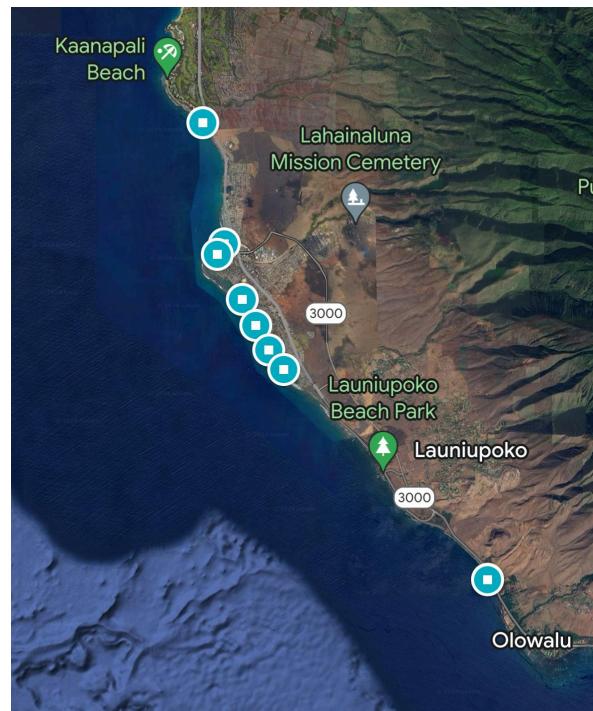 Kaanapali
Beach
Lahainaluna
Mission Cemetery
Pu
3000
Launiupoko
Beach Park
Launiupoko
3000
Olowalu